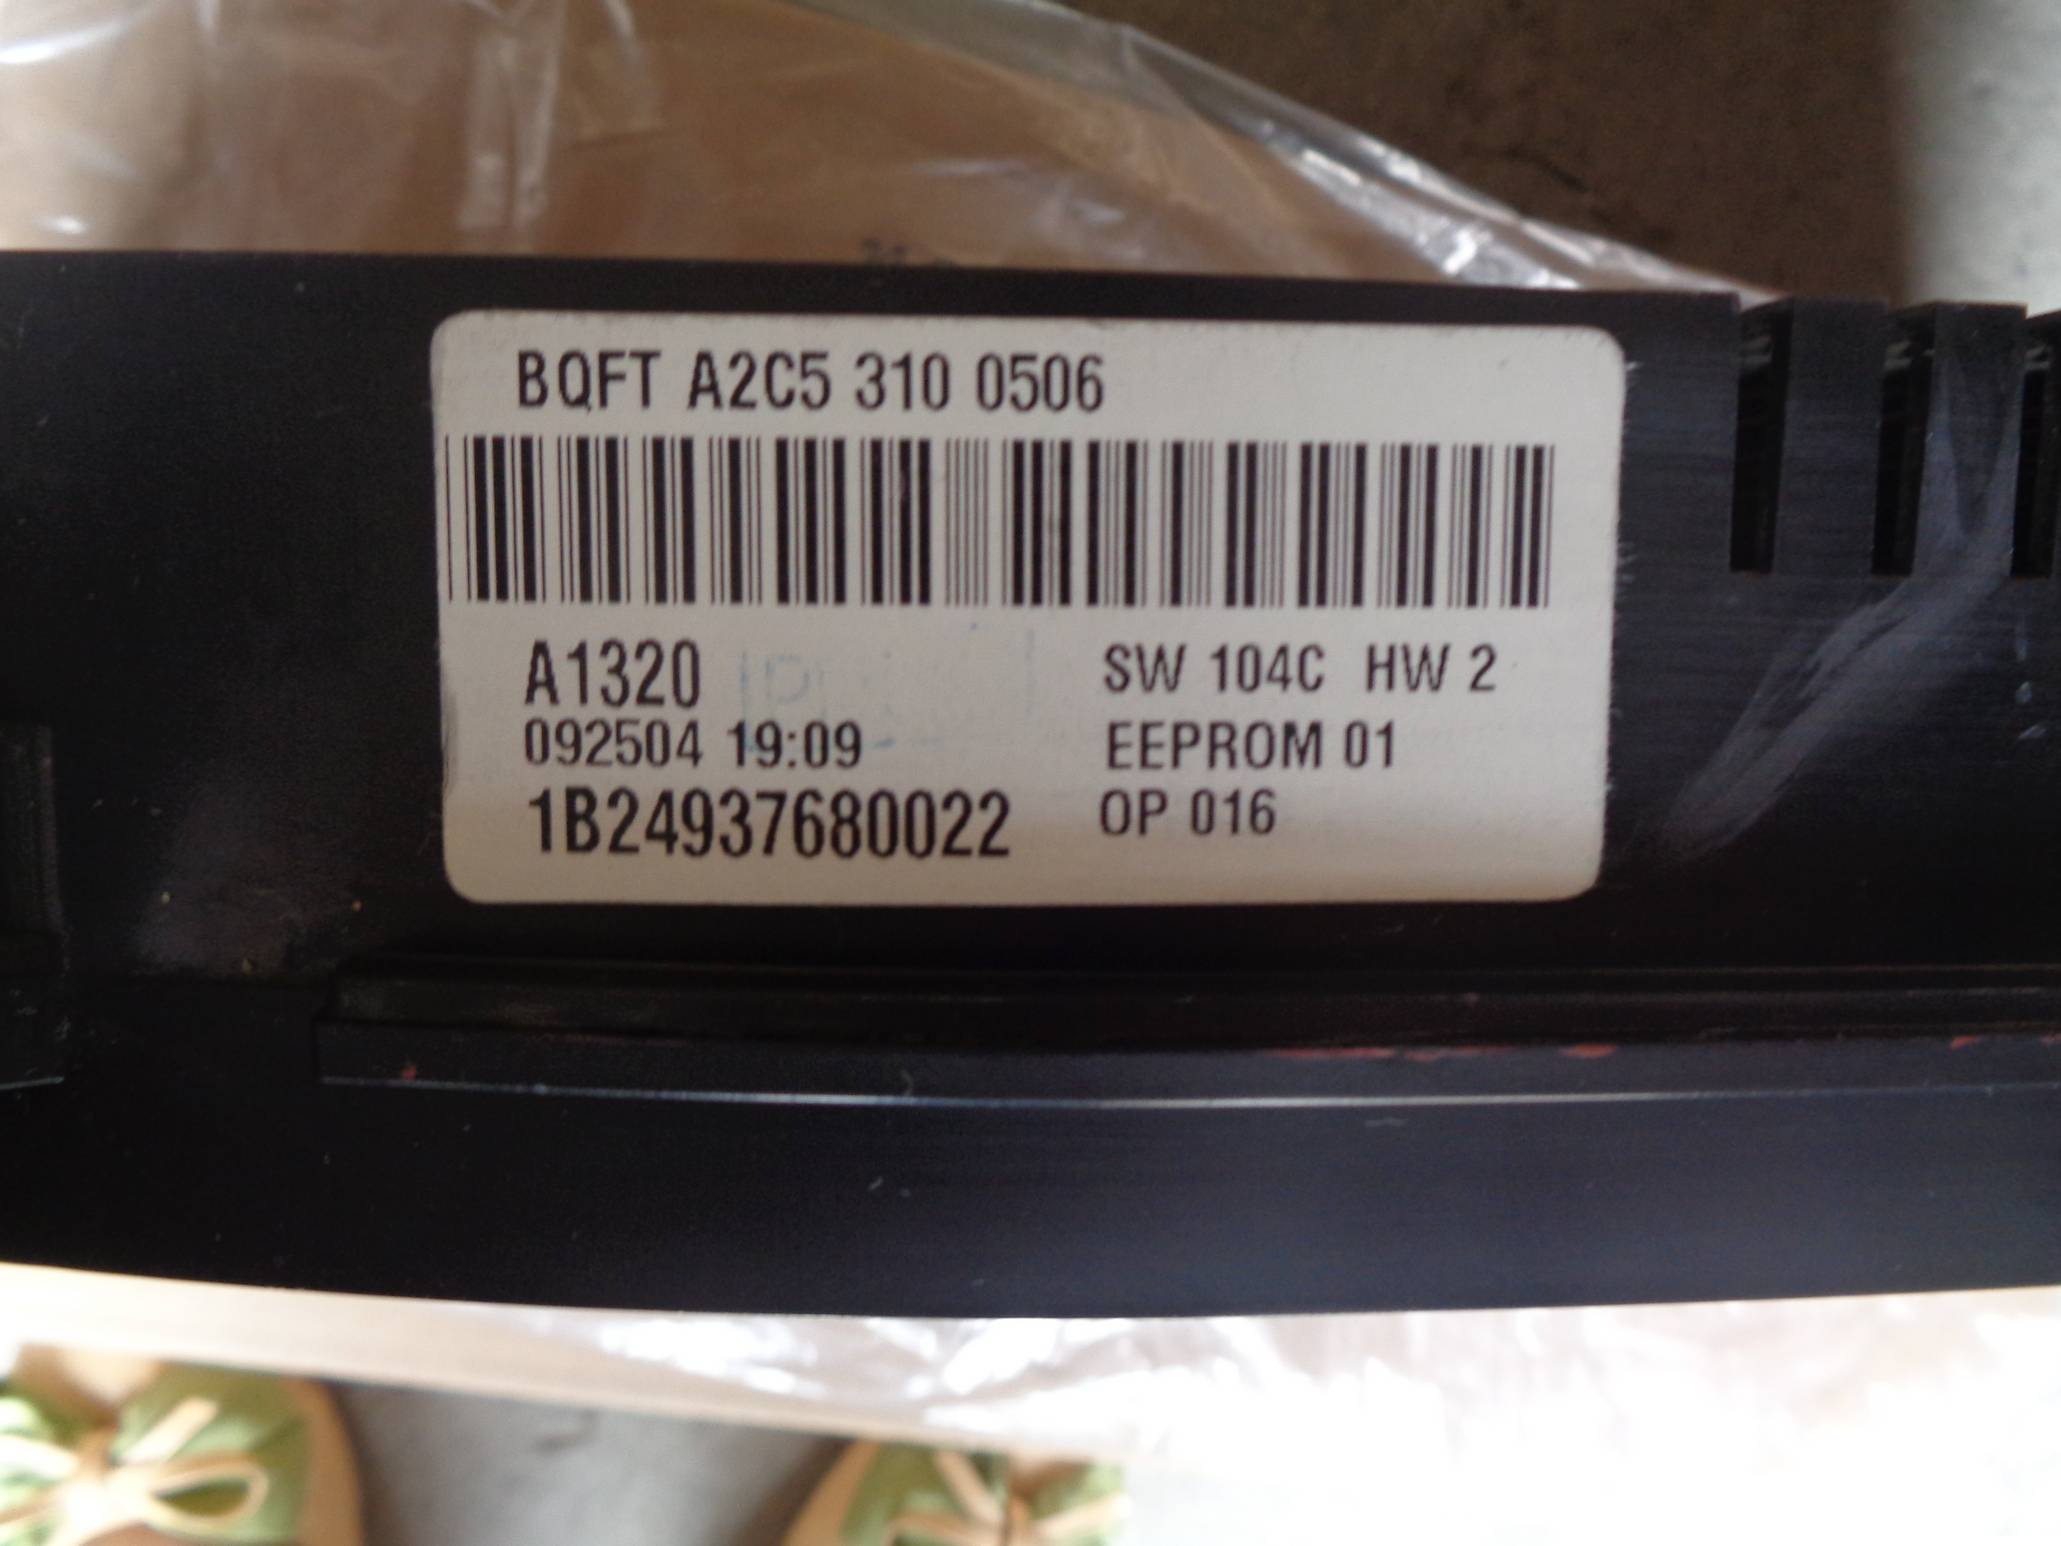 BQFT A2C5 310 0506
A1320
SW 104C HW 2
092504 19:09
EEPROM 01
1B24937680022
OP 016